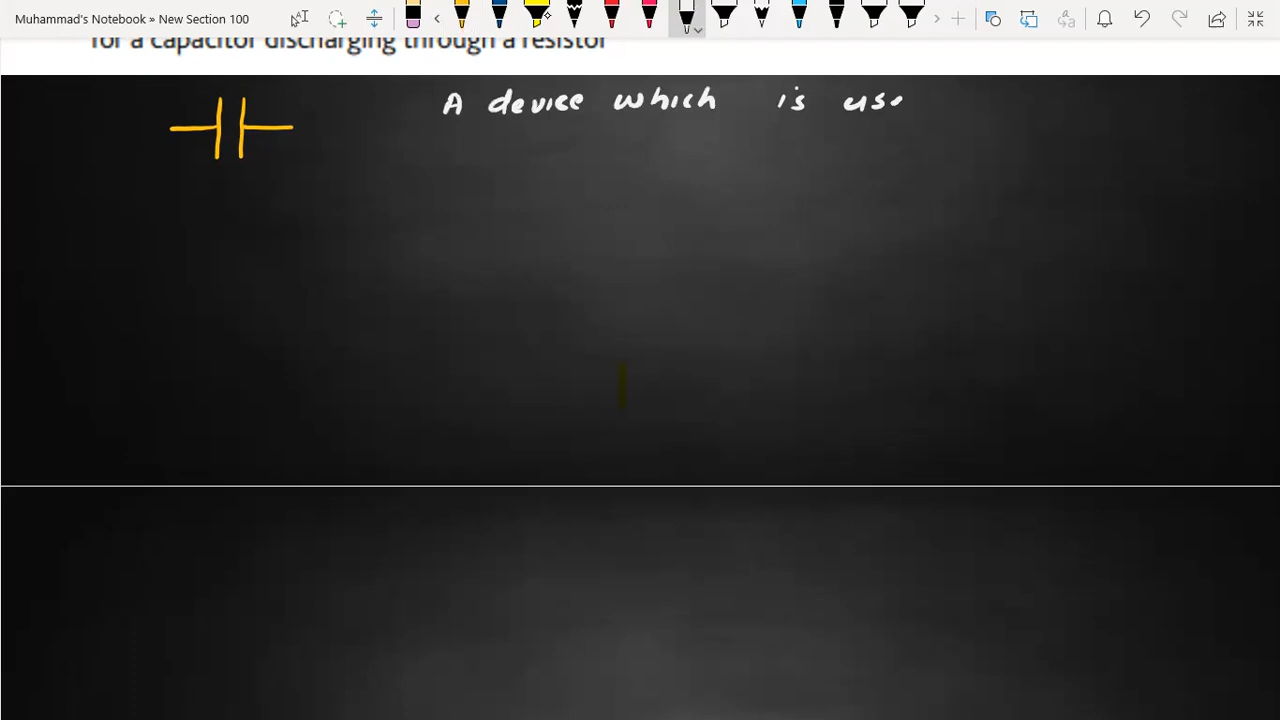 Muhammad's Notebook » New Section 100
for a capacitor discharging through a resistor
A device which is us